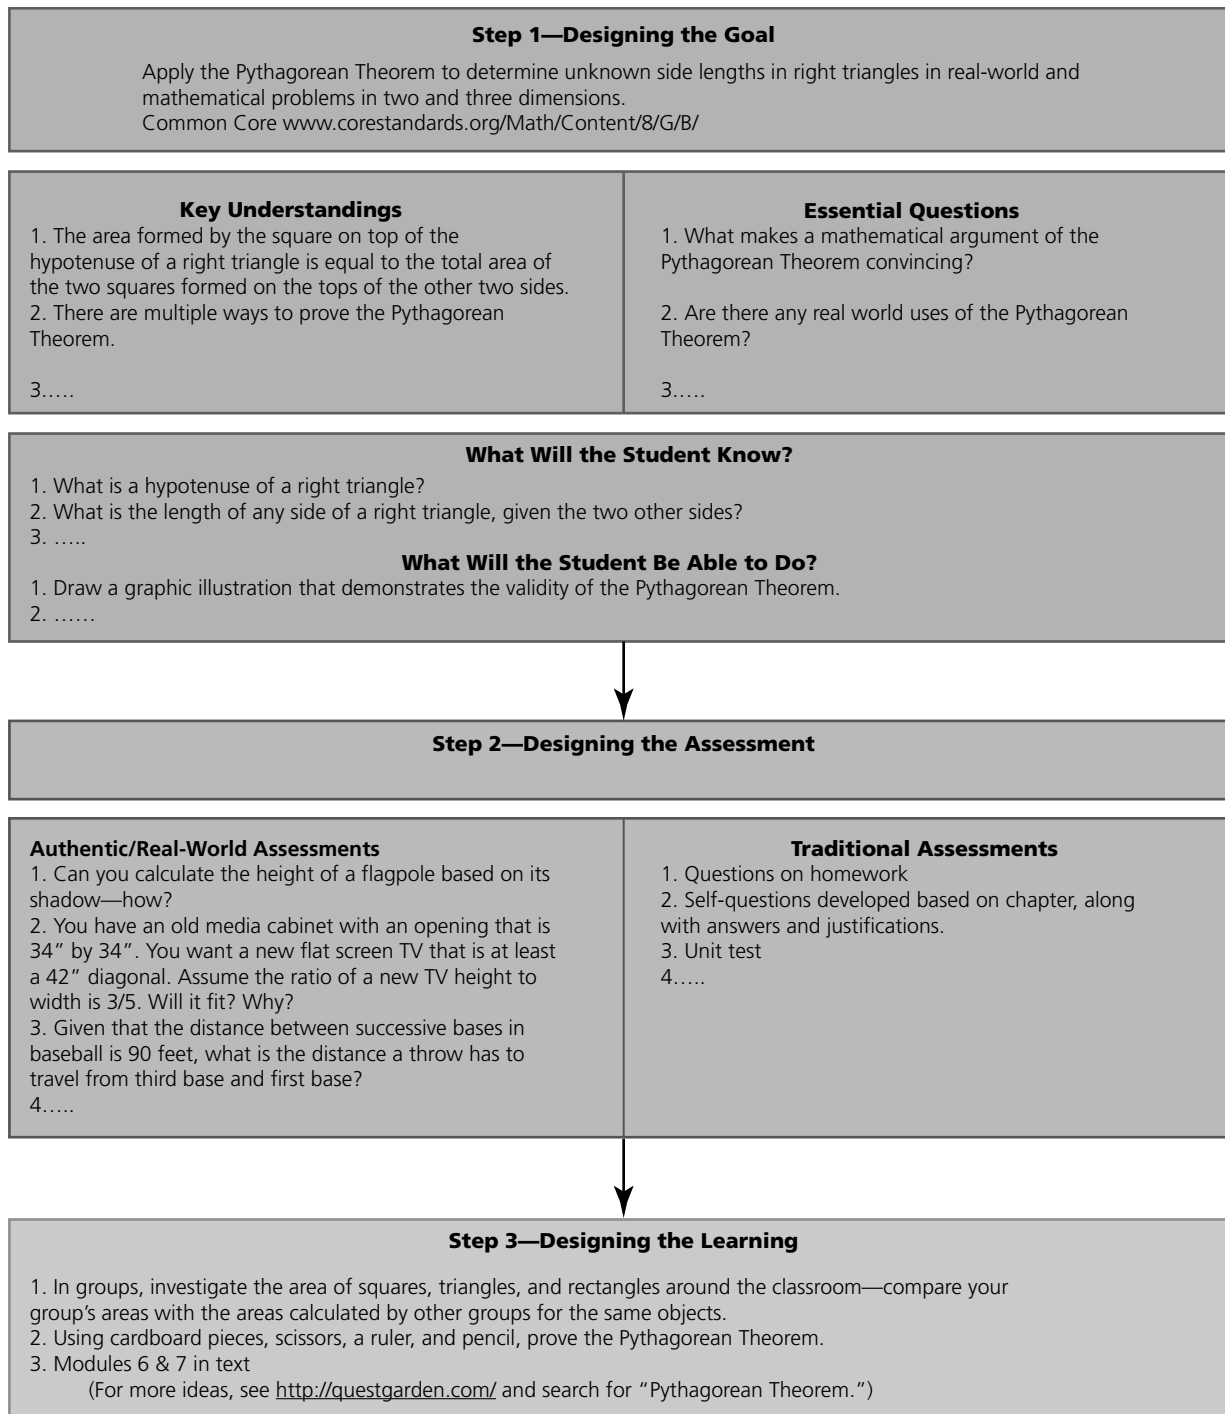 Step 1—Designing the Goal
Apply the Pythagorean Theorem to determine unknown side lengths in right triangles in real-world and
mathematical problems in two and three dimensions.
Common Core www.corestandards.org/Math/Content/8/G/B/
Key Understandings
1. The area formed by the square on top of the
hypotenuse of a right triangle is equal to the total area of
the two squares formed on the tops of the other two sides.
2. There are multiple ways to prove the Pythagorean
Theorem.
3.....
Essential Questions
1. What makes a mathematical argument of the
Pythagorean Theorem convincing?
2. Are there any real world uses of the Pythagorean
Theorem?
3.....
What Will the Student Know?
1. What is a hypotenuse of a right triangle?
2. What is the length of any side of a right triangle, given the two other sides?
3. .....
What Will the Student Be Able to Do?
1. Draw a graphic illustration that demonstrates the validity of the Pythagorean Theorem.
2. ......
Step 2—Designing the Assessment
Authentic/Real-World Assessments
1. Can you calculate the height of a flagpole based on its
shadow—how?
2. You have an old media cabinet with an opening that is
34” by 34”. You want a new flat screen TV that is at least
a 42” diagonal. Assume the ratio of a new TV height to
width is 3/5. Will it fit? Why?
3. Given that the distance between successive bases in
baseball is 90 feet, what is the distance a throw has to
travel from third base and first base?
4.....
Traditional Assessments
1. Questions on homework
2. Self-questions developed based on chapter, along
with answers and justifications.
3. Unit test
4.....
Step 3—Designing the Learning
1. In groups, investigate the area of squares, triangles, and rectangles around the classroom—compare your
group’s areas with the areas calculated by other groups for the same objects.
2. Using cardboard pieces, scissors, a ruler, and pencil, prove the Pythagorean Theorem.
3. Modules 6 & 7 in text
(For more ideas, see http://questgarden.com/ and search for “Pythagorean Theorem.”)